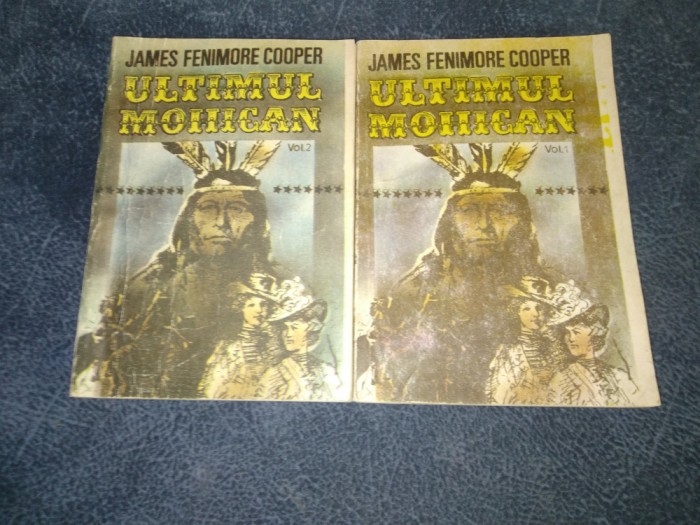 JAMES FENIMORE COOPER
ULTIMUL
MOHICAN
Vol.2
JAMES FENIMORE COOPER
ULTIMUL
MOHICAN
Vol.1